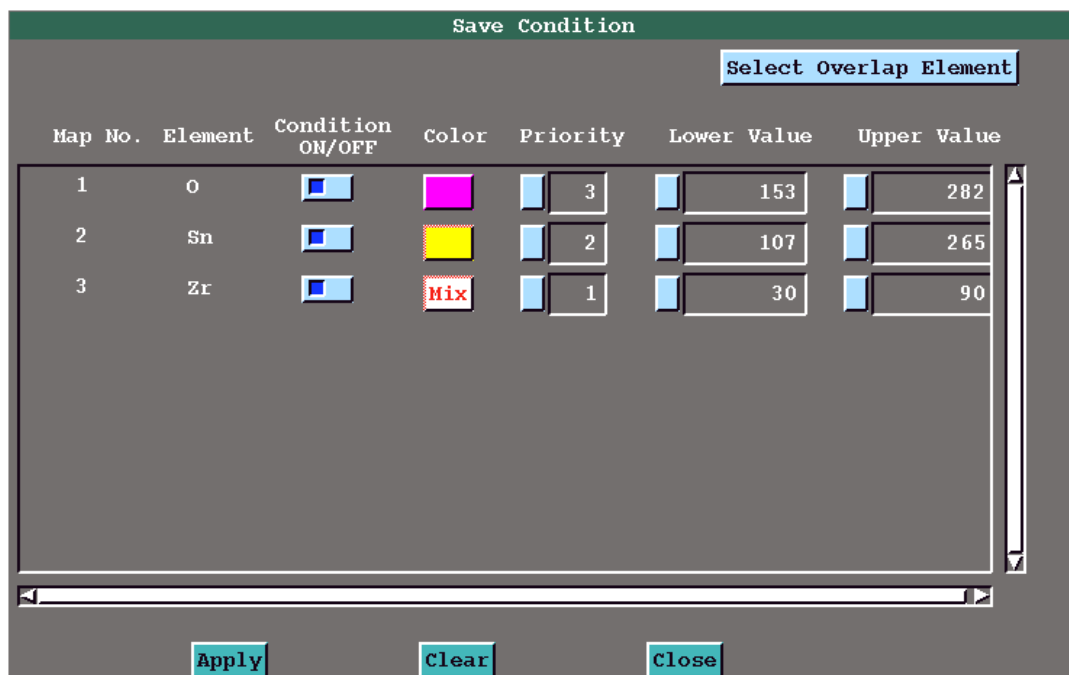 Save Condition
Select Overlap Element
Map No. Element Condition ON/OFF Color Priority Lower Value Upper Value
1 O 3 153 282
2 Sn 2 107 265
3 Zr Mix 1 30 90
Apply Clear Close